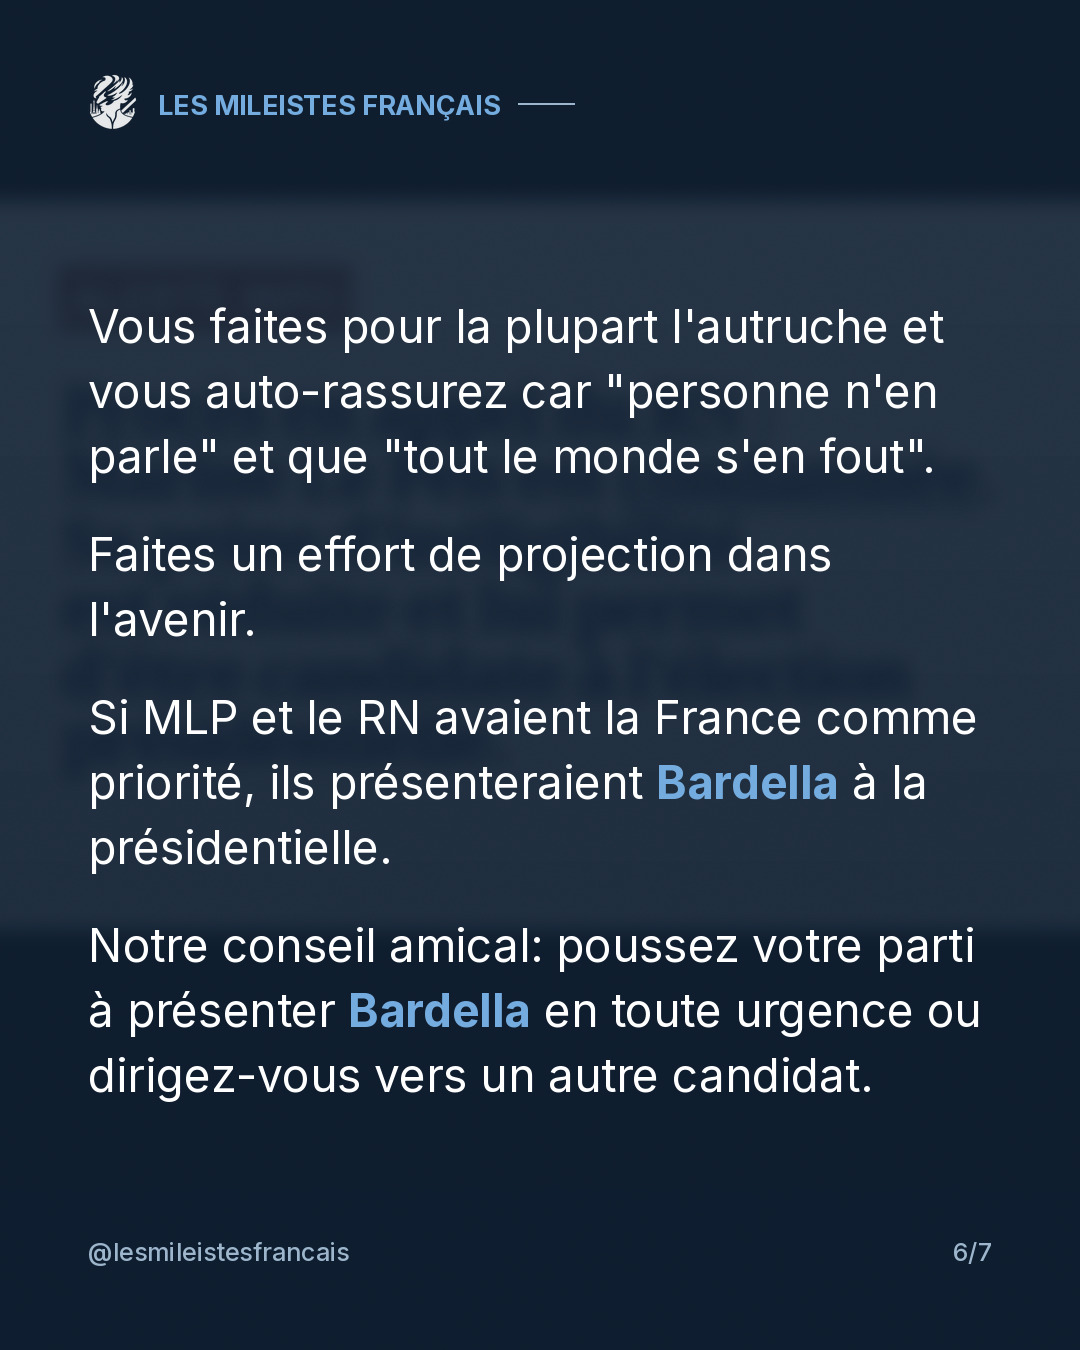 LES MILEISTES FRANÇAIS
Vous faites pour la plupart l'autruche et
vous auto-rassurez car "personne n'en
parle" et que "tout le monde s'en fout".
Faites un effort de projection dans
l'avenir.
Si MLP et le RN avaient la France comme
priorité, ils présenteraient Bardella à la
présidentielle.
Notre conseil amical: poussez votre parti
à présenter Bardella en toute urgence ou
dirigez-vous vers un autre candidat.
@lesmileistesfrancais
6/7